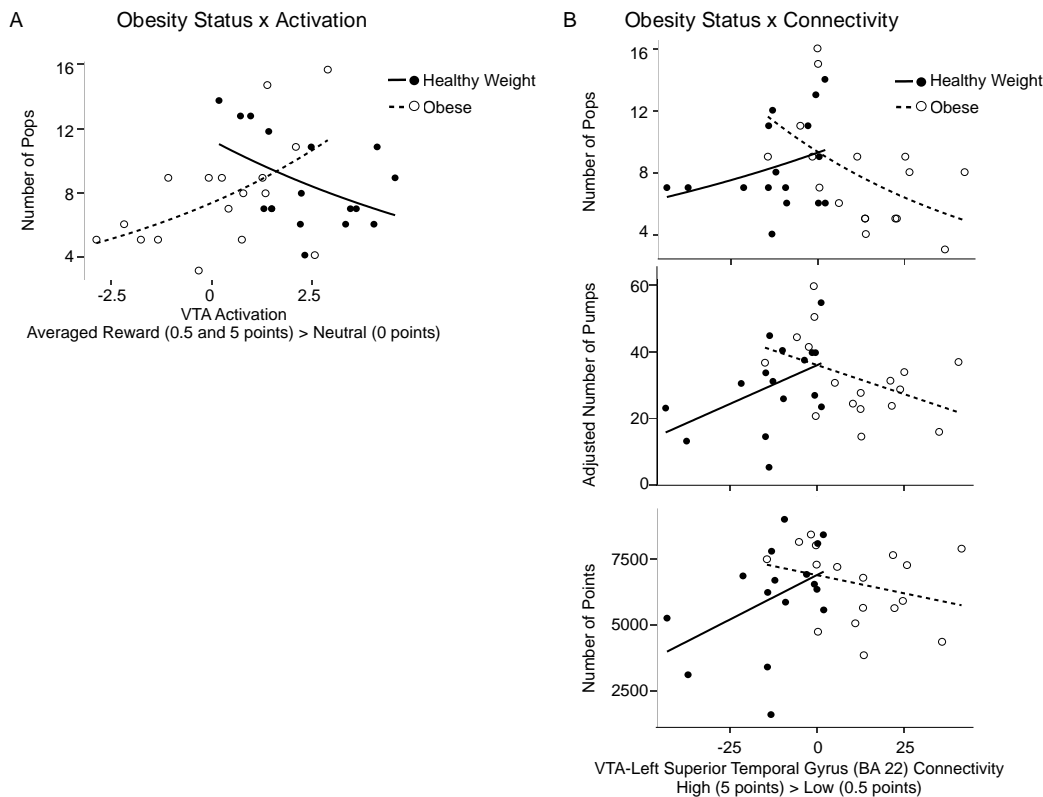 A
Obesity Status x Activation
16
12
8
4
Number of Pops
Healthy Weight
Obese
-2.5
0
2.5
VTA Activation
Averaged Reward (0.5 and 5 points) > Neutral (0 points)
B
Obesity Status x Connectivity
16
12
8
4
Number of Pops
Healthy Weight
Obese
60
40
20
0
Adjusted Number of Pumps
7500
5000
2500
Number of Points
-25
0
25
VTA-Left Superior Temporal Gyrus (BA 22) Connectivity
High (5 points) > Low (0.5 points)